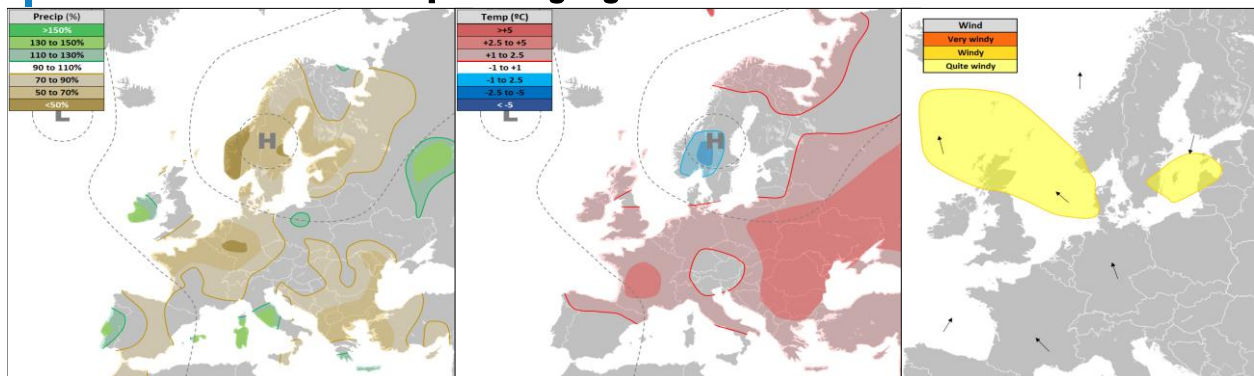 Precip (%)
>150%
130 to 150%
110 to 130%
90 to 110%
70 to 90%
50 to 70%
<50%
L
H
Temp (ºC)
>+5
+2.5 to +5
+1 to 2.5
-1 to +1
-1 to 2.5
-2.5 to -5
< -5
H
Wind
Very windy
Windy
Quite windy